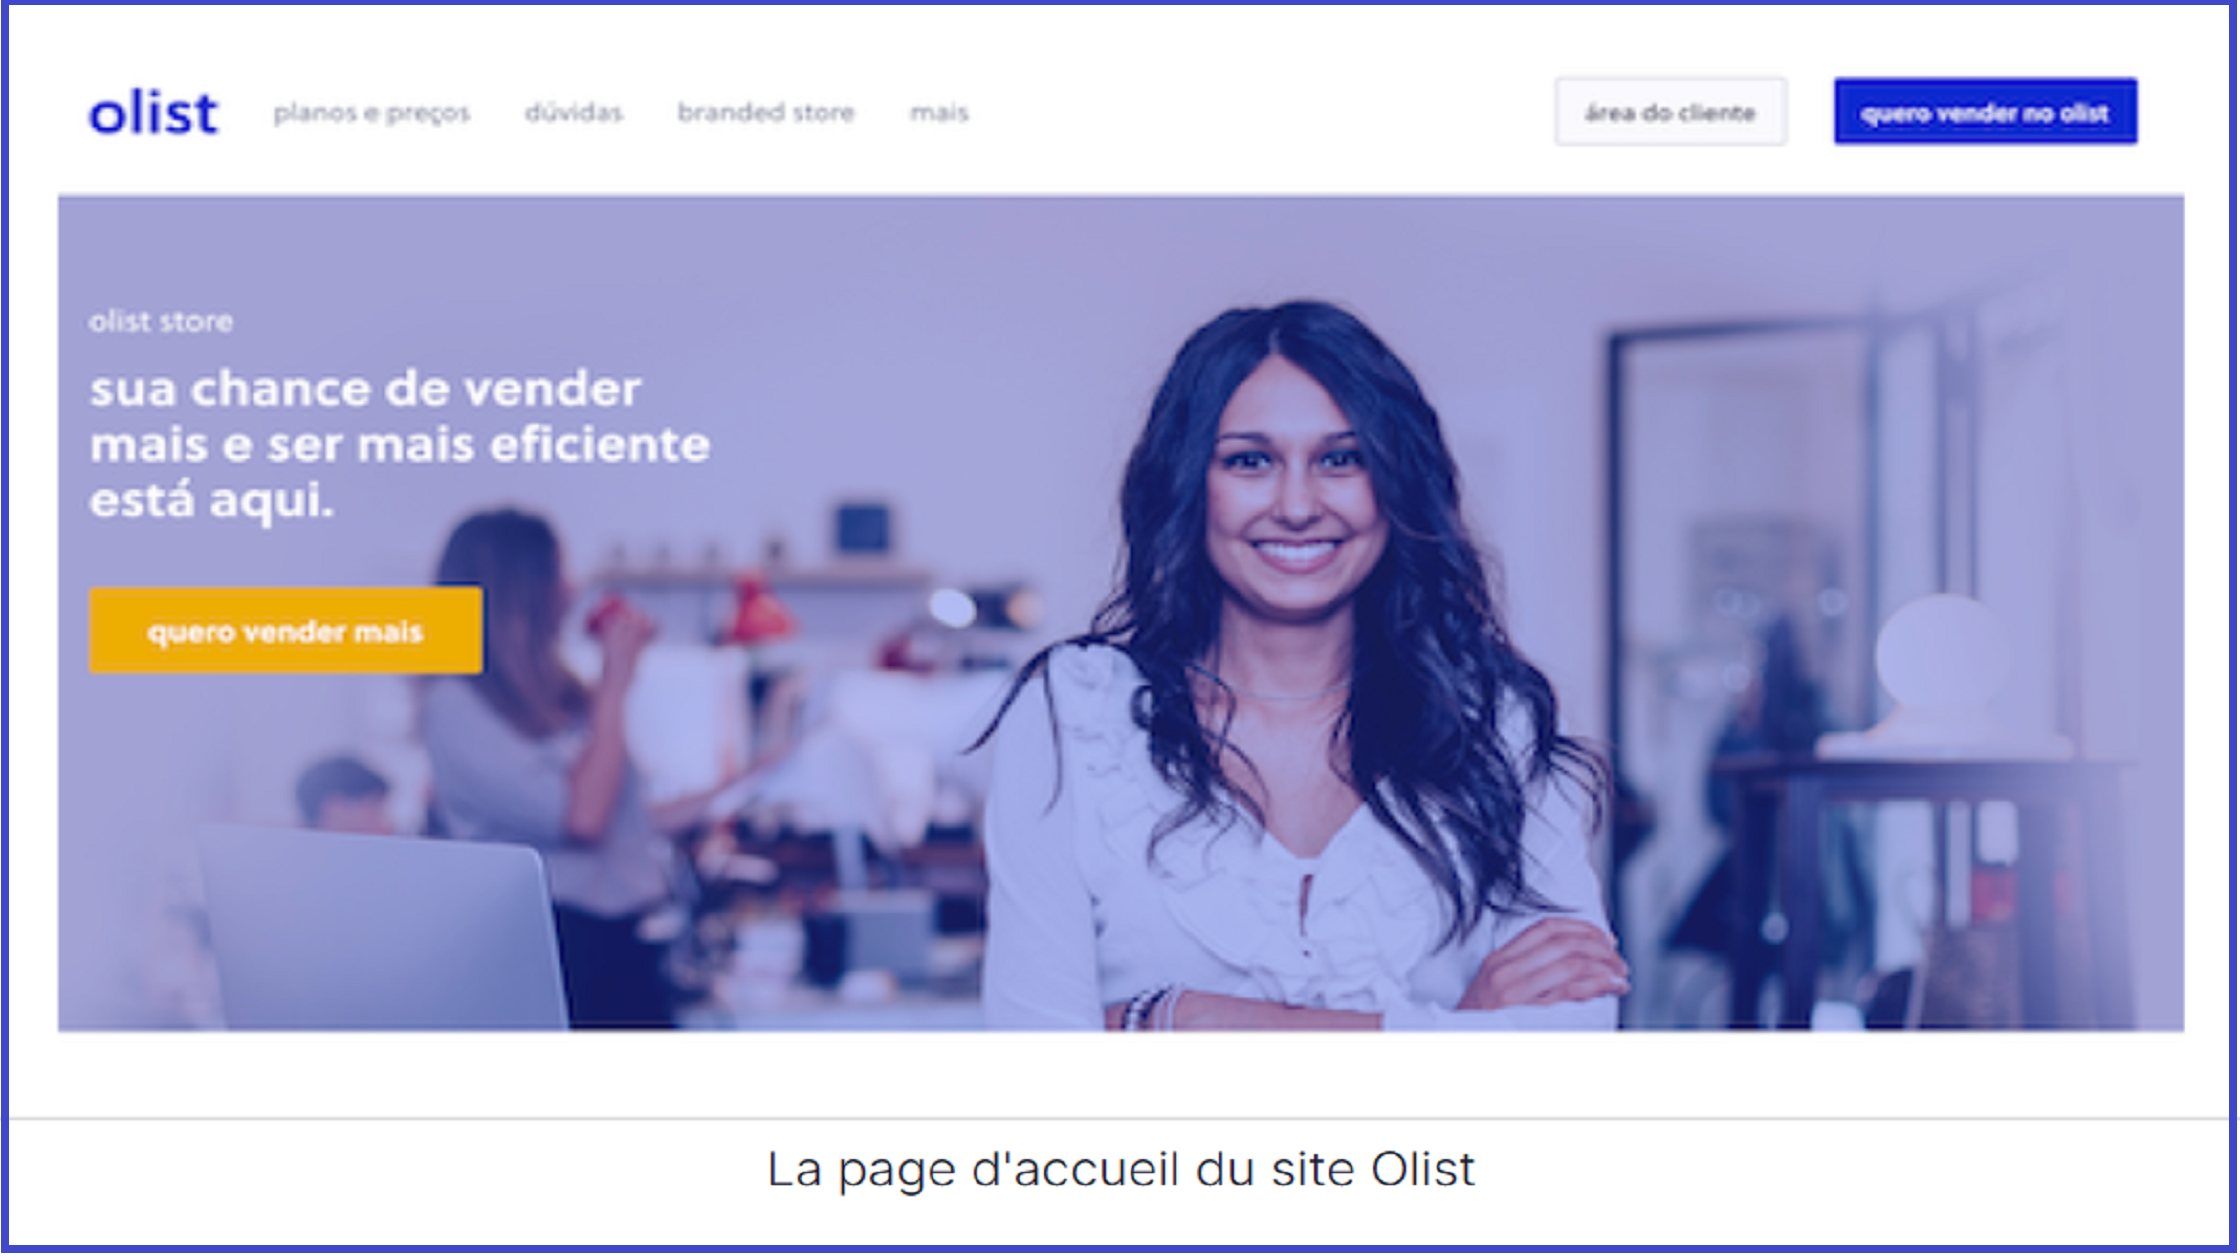 olist
planos e preços
dúvidas
branded store
mais
área do cliente
quero vender no olist
olist store
sua chance de vender
mais e ser mais eficiente
está aqui.
quero vender mais
La page d'accueil du site Olist